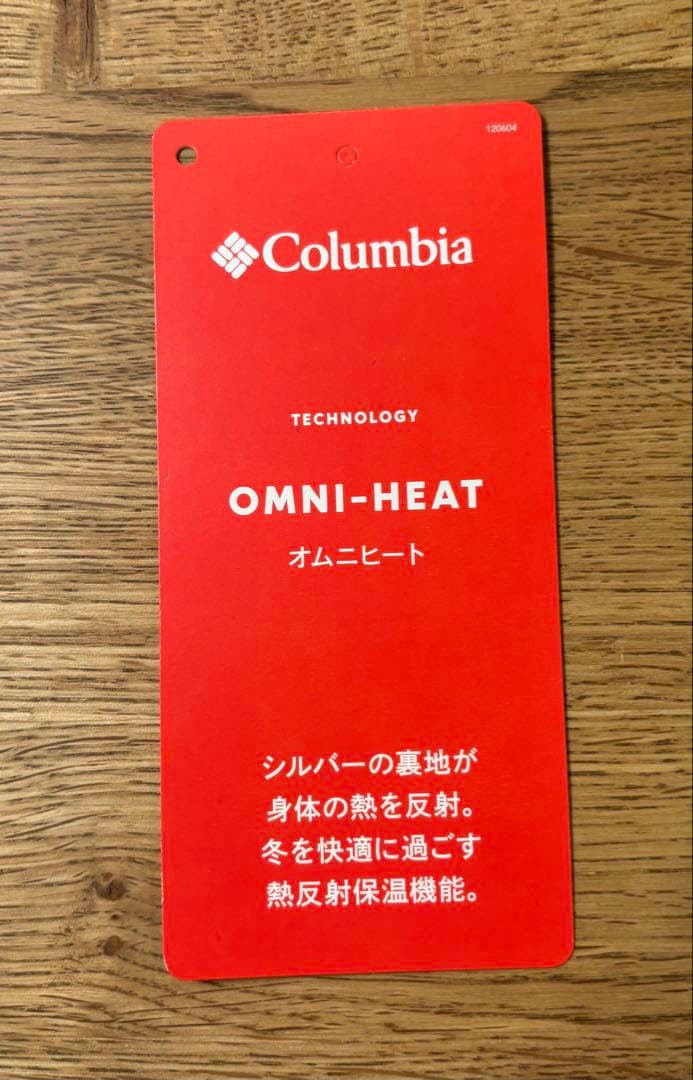 120604
Columbia
TECHNOLOGY
OMNI-HEAT
オムニヒート
シルバーの裏地が
身体の熱を反射。
冬を快適に過ごす
熱反射保温機能。